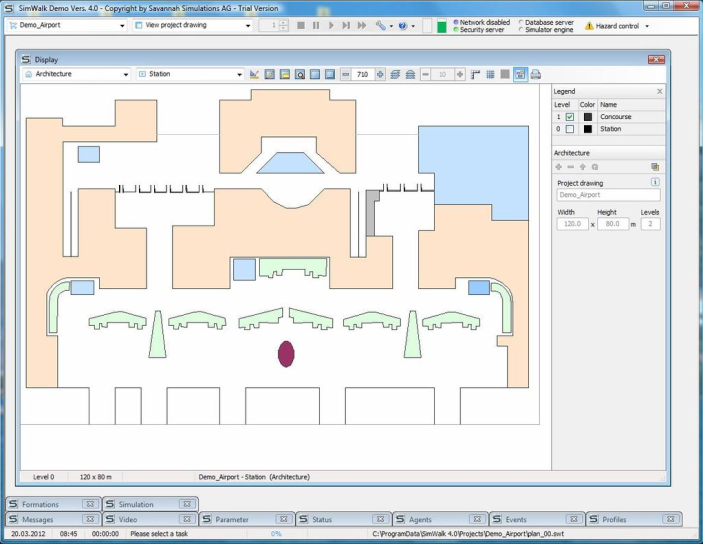 SimWalk Demo Vers. 4.0 - Copyright by Savannah Simulations AG - Trial Version
Demo_Airport
View project drawing
1
Network disabled
Security server
Database server
Simulator engine
Hazard control
Display
Architecture
Station
710
10
Legend
Level Color Name
1 Concourse
0 Station
Architecture
Project drawing
Demo_Airport
Width Height Levels
120.0 x 80.0 m 2
Level 0 120 x 80 m Demo_Airport - Station (Architecture)
Formations Simulation
Messages Video Parameter Status Agents Events Profiles
20.03.2012 08:45 00:00:00 Please select a task 0% C:\ProgramData\SimWalk 4.0\Projects\Demo_Airport\plan_00.swt